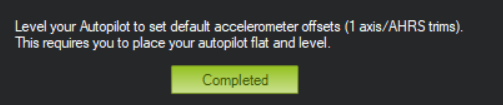 Level your Autopilot to set default accelerometer offsets (1 axis/AHRS trims).
This requires you to place your autopilot flat and level.
Completed